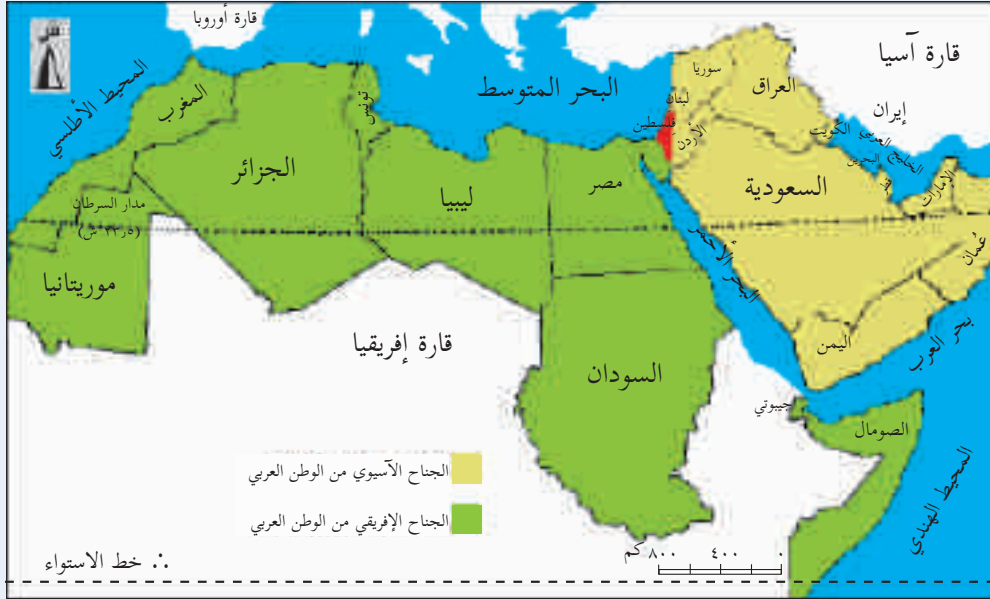 ش
قارة أوروبا
قارة آسيا
المحيط الأطلسي
البحر المتوسط
سوريا
العراق
إيران
المغرب
تونس
لبنان
فلسطين
الأردن
الكويت
الخليج العربي
البحرين
قطر
الإمارات
الجزائر
ليبيا
مصر
السعودية
مدار السرطان
(٢٣٫٥ ْش)
البحر الأحمر
عُمان
موريتانيا
قارة إفريقيا
السودان
اليمن
بحر العرب
جيبوتي
الصومال
المحيط الهندي
الجناح الآسيوي من الوطن العربي
الجناح الإفريقي من الوطن العربي
٨٠٠ كم ٤٠٠ ٠
∴ خط الاستواء